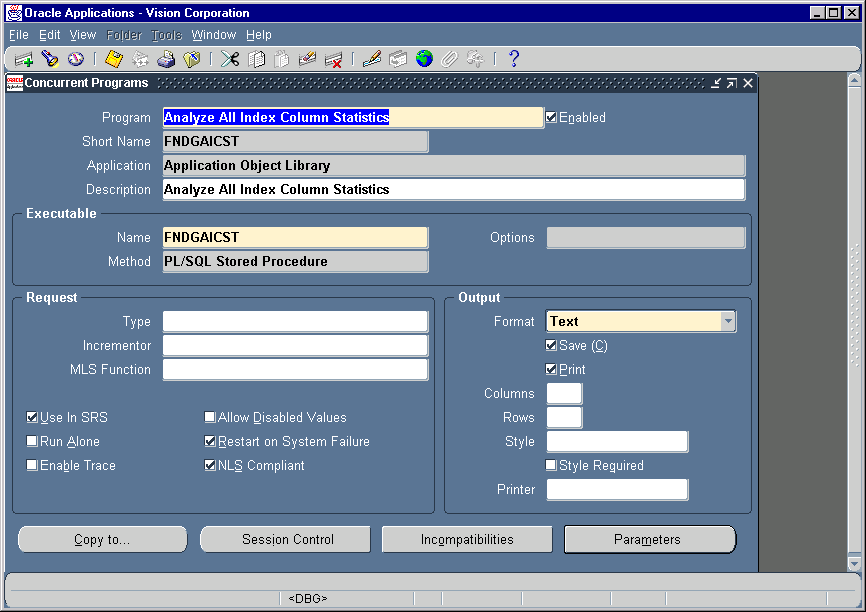 Oracle Applications - Vision Corporation
File Edit View Folder Tools Window Help
Concurrent Programs
Program Analyze All Index Column Statistics Enabled
Short Name FNDGAICST
Application Application Object Library
Description Analyze All Index Column Statistics
Executable
Name FNDGAICST Options
Method PL/SQL Stored Procedure
Request
Type
Incrementor
MLS Function
Use In SRS Allow Disabled Values
Run Alone Restart on System Failure
Enable Trace NLS Compliant
Output
Format Text
Save (C)
Print
Columns
Rows
Style
Style Required
Printer
Copy to... Session Control Incompatibilities Parameters
<DBG>